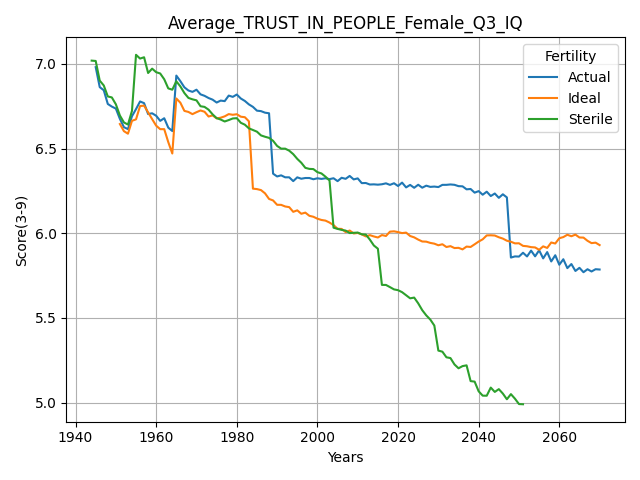 Average_TRUST_IN_PEOPLE_Female_Q3_IQ
Fertility
Actual
Ideal
Sterile
Score(3-9)
7.0
6.5
6.0
5.5
5.0
1940
1960
1980
2000
2020
2040
2060
Years